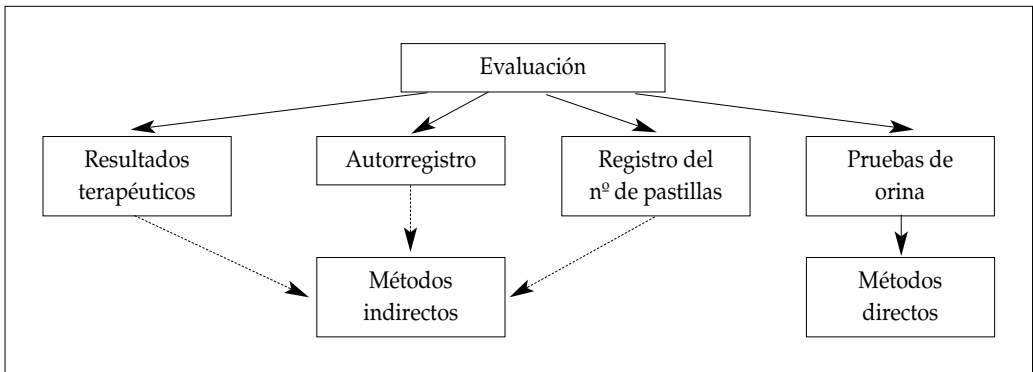 Evaluación
Resultados
terapéuticos
Autorregistro
Registro del
nº de pastillas
Pruebas de
orina
Métodos
indirectos
Métodos
directos